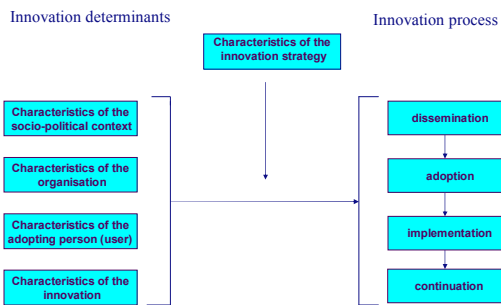 Innovation determinants
Innovation process
Characteristics of the
innovation strategy
Characteristics of the
socio-political context
Characteristics of the
organisation
Characteristics of the
adopting person (user)
Characteristics of the
innovation
dissemination
adoption
implementation
continuation